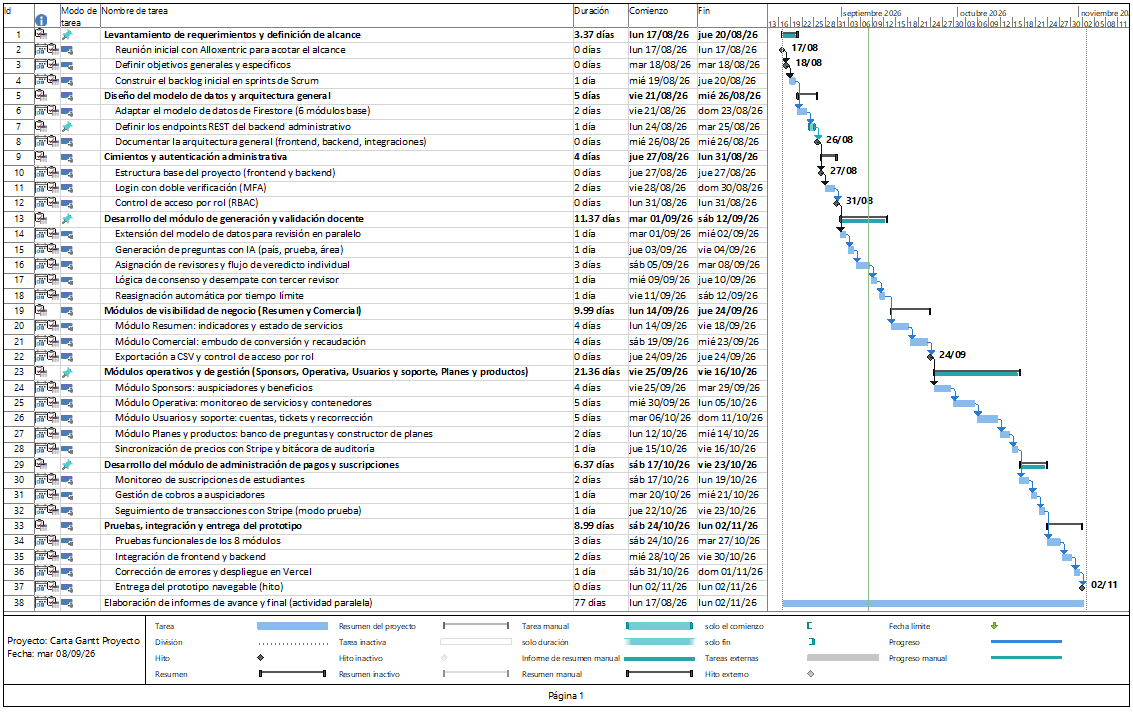 Id Modo de tarea Nombre de tarea Duración Comienzo Fin
septiembre 2026 octubre 2026 noviembre 20
13 16 19 22 25 28 31 03 06 09 12 15 18 21 24 27 30 03 06 09 12 15 18 21 24 27 30 02 05 08 11
1 Levantamiento de requerimientos y definición de alcance 3.37 días lun 17/08/26 jue 20/08/26
2 Reunión inicial con Alloxentric para acotar el alcance 0 días lun 17/08/26 lun 17/08/26 17/08
3 Definir objetivos generales y específicos 0 días mar 18/08/26 mar 18/08/26 18/08
4 Construir el backlog inicial en sprints de Scrum 1 día mié 19/08/26 jue 20/08/26
5 Diseño del modelo de datos y arquitectura general 5 días vie 21/08/26 mié 26/08/26
6 Adaptar el modelo de datos de Firestore (6 módulos base) 2 días vie 21/08/26 dom 23/08/26
7 Definir los endpoints REST del backend administrativo 1 día lun 24/08/26 mar 25/08/26
8 Documentar la arquitectura general (frontend, backend, integraciones) 0 días mié 26/08/26 mié 26/08/26 26/08
9 Cimientos y autenticación administrativa 4 días jue 27/08/26 lun 31/08/26
10 Estructura base del proyecto (frontend y backend) 0 días jue 27/08/26 jue 27/08/26 27/08
11 Login con doble verificación (MFA) 2 días vie 28/08/26 dom 30/08/26
12 Control de acceso por rol (RBAC) 0 días lun 31/08/26 lun 31/08/26 31/08
13 Desarrollo del módulo de generación y validación docente 11.37 días mar 01/09/26 sáb 12/09/26
14 Extensión del modelo de datos para revisión en paralelo 1 día mar 01/09/26 mié 02/09/26
15 Generación de preguntas con IA (país, prueba, área) 1 día jue 03/09/26 vie 04/09/26
16 Asignación de revisores y flujo de veredicto individual 3 días sáb 05/09/26 mar 08/09/26
17 Lógica de consenso y desempate con tercer revisor 1 día mié 09/09/26 jue 10/09/26
18 Reasignación automática por tiempo límite 1 día vie 11/09/26 sáb 12/09/26
19 Módulos de visibilidad de negocio (Resumen y Comercial) 9.99 días lun 14/09/26 jue 24/09/26
20 Módulo Resumen: indicadores y estado de servicios 4 días lun 14/09/26 vie 18/09/26
21 Módulo Comercial: embudo de conversión y recaudación 4 días sáb 19/09/26 mié 23/09/26
22 Exportación a CSV y control de acceso por rol 0 días jue 24/09/26 jue 24/09/26 24/09
23 Módulos operativos y de gestión (Sponsors, Operativa, Usuarios y soporte, Planes y productos) 21.36 días vie 25/09/26 vie 16/10/26
24 Módulo Sponsors: auspiciadores y beneficios 4 días vie 25/09/26 mar 29/09/26
25 Módulo Operativa: monitoreo de servicios y contenedores 5 días mié 30/09/26 lun 05/10/26
26 Módulo Usuarios y soporte: cuentas, tickets y recorrección 5 días mar 06/10/26 dom 11/10/26
27 Módulo Planes y productos: banco de preguntas y constructor de planes 2 días lun 12/10/26 mié 14/10/26
28 Sincronización de precios con Stripe y bitácora de auditoría 1 día jue 15/10/26 vie 16/10/26
29 Desarrollo del módulo de administración de pagos y suscripciones 6.37 días sáb 17/10/26 vie 23/10/26
30 Monitoreo de suscripciones de estudiantes 2 días sáb 17/10/26 lun 19/10/26
31 Gestión de cobros a auspiciadores 1 día mar 20/10/26 mié 21/10/26
32 Seguimiento de transacciones con Stripe (modo prueba) 1 día jue 22/10/26 vie 23/10/26
33 Pruebas, integración y entrega del prototipo 8.99 días sáb 24/10/26 lun 02/11/26
34 Pruebas funcionales de los 8 módulos 3 días sáb 24/10/26 mar 27/10/26
35 Integración de frontend y backend 2 días mié 28/10/26 vie 30/10/26
36 Corrección de errores y despliegue en Vercel 1 día sáb 31/10/26 dom 01/11/26
37 Entrega del prototipo navegable (hito) 0 días lun 02/11/26 lun 02/11/26 02/11
38 Elaboración de informes de avance y final (actividad paralela) 77 días lun 17/08/26 lun 02/11/26
Proyecto: Carta Gantt Proyecto
Fecha: mar 08/09/26
Tarea Resumen del proyecto Tarea manual solo el comienzo Fecha límite
División Tarea inactiva solo duración solo fin Progreso
Hito Hito inactivo Informe de resumen manual Tareas externas Progreso manual
Resumen Resumen inactivo Resumen manual Hito externo
Página 1